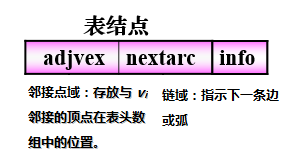 表结点
adjvex nextarc info
邻接点域：存放与 vi
邻接的顶点在表头数
组中的位置。
链域：指示下一条边
或弧